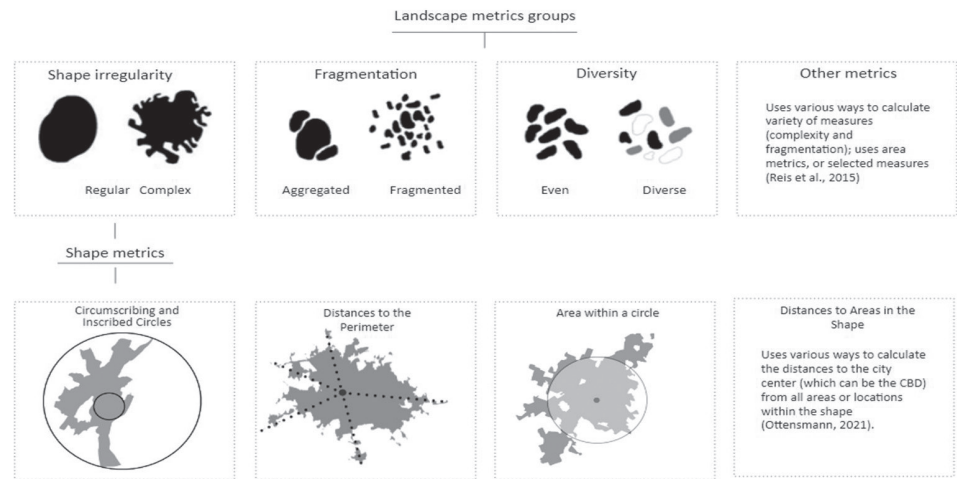 Landscape metrics groups
Shape irregularity
Regular Complex
Fragmentation
Aggregated Fragmented
Diversity
Even Diverse
Other metrics
Uses various ways to calculate
variety of measures
(complexity and
fragmentation); uses area
metrics, or selected measures
(Reis et al., 2015)
Shape metrics
Circumscribing and
Inscribed Circles
Distances to the
Perimeter
Area within a circle
Distances to Areas in the
Shape
Uses various ways to calculate
the distances to the city
center (which can be the CBD)
from all areas or locations
within the shape
(Ottensmann, 2021).